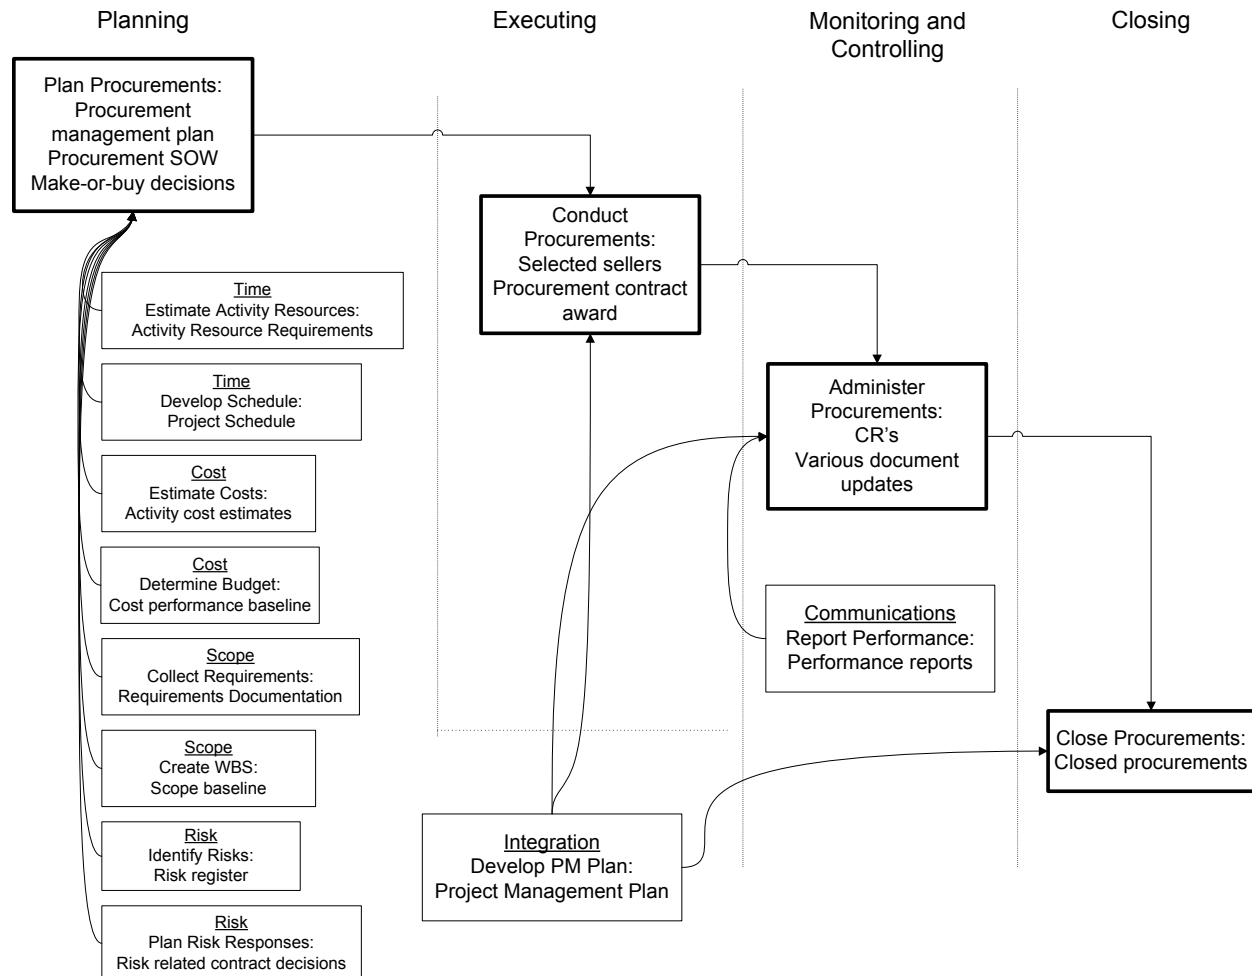 Planning
Executing
Monitoring and
Controlling
Closing
Plan Procurements:
Procurement
management plan
Procurement SOW
Make-or-buy decisions
Conduct
Procurements:
Selected sellers
Procurement contract
award
Time
Estimate Activity Resources:
Activity Resource Requirements
Time
Develop Schedule:
Project Schedule
Administer
Procurements:
CR's
Various document
updates
Cost
Estimate Costs:
Activity cost estimates
Cost
Determine Budget:
Cost performance baseline
Communications
Report Performance:
Performance reports
Scope
Collect Requirements:
Requirements Documentation
Scope
Create WBS:
Scope baseline
Close Procurements:
Closed procurements
Risk
Identify Risks:
Risk register
Integration
Develop PM Plan:
Project Management Plan
Risk
Plan Risk Responses:
Risk related contract decisions